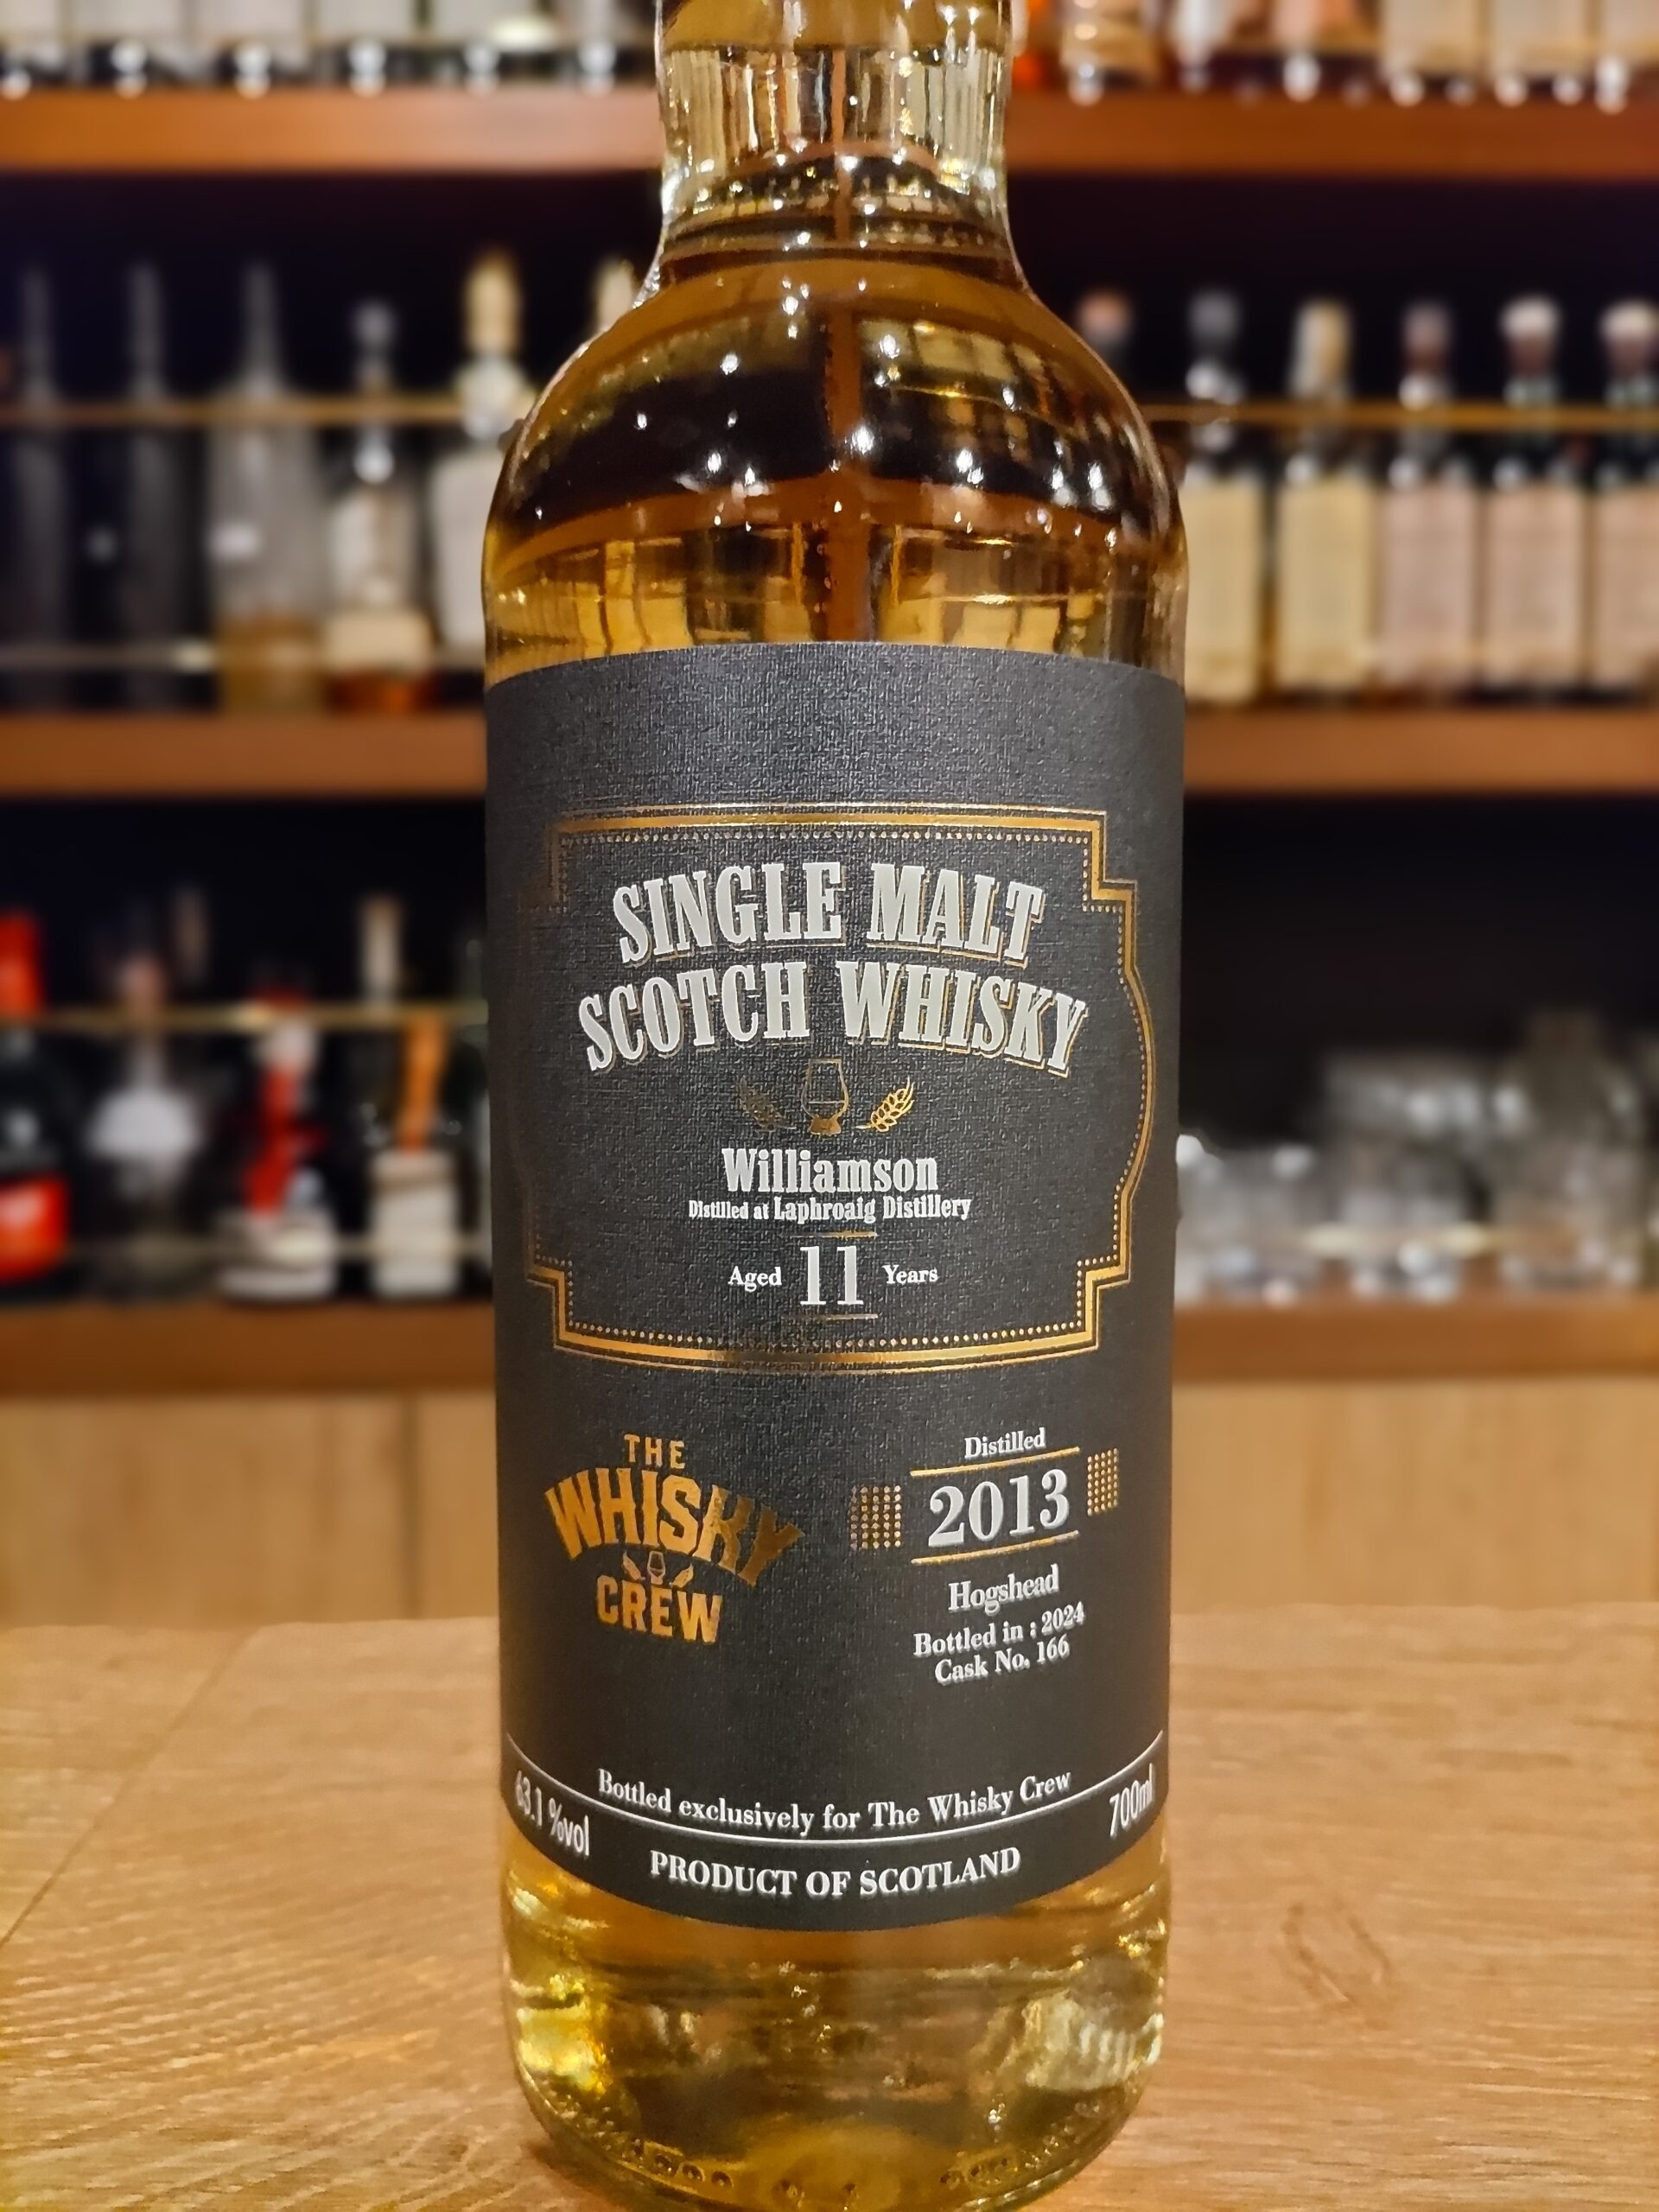 SINGLE MALT
SCOTCH WHISKY
Williamson
Distilled at Laphroaig Distillery
Aged 11 Years
THE
WHISKY
CREW
Distilled
2013
Hogshead
Bottled in : 2024
Cask No. 166
Bottled exclusively for The Whisky Crew
63.1 %vol
700ml
PRODUCT OF SCOTLAND